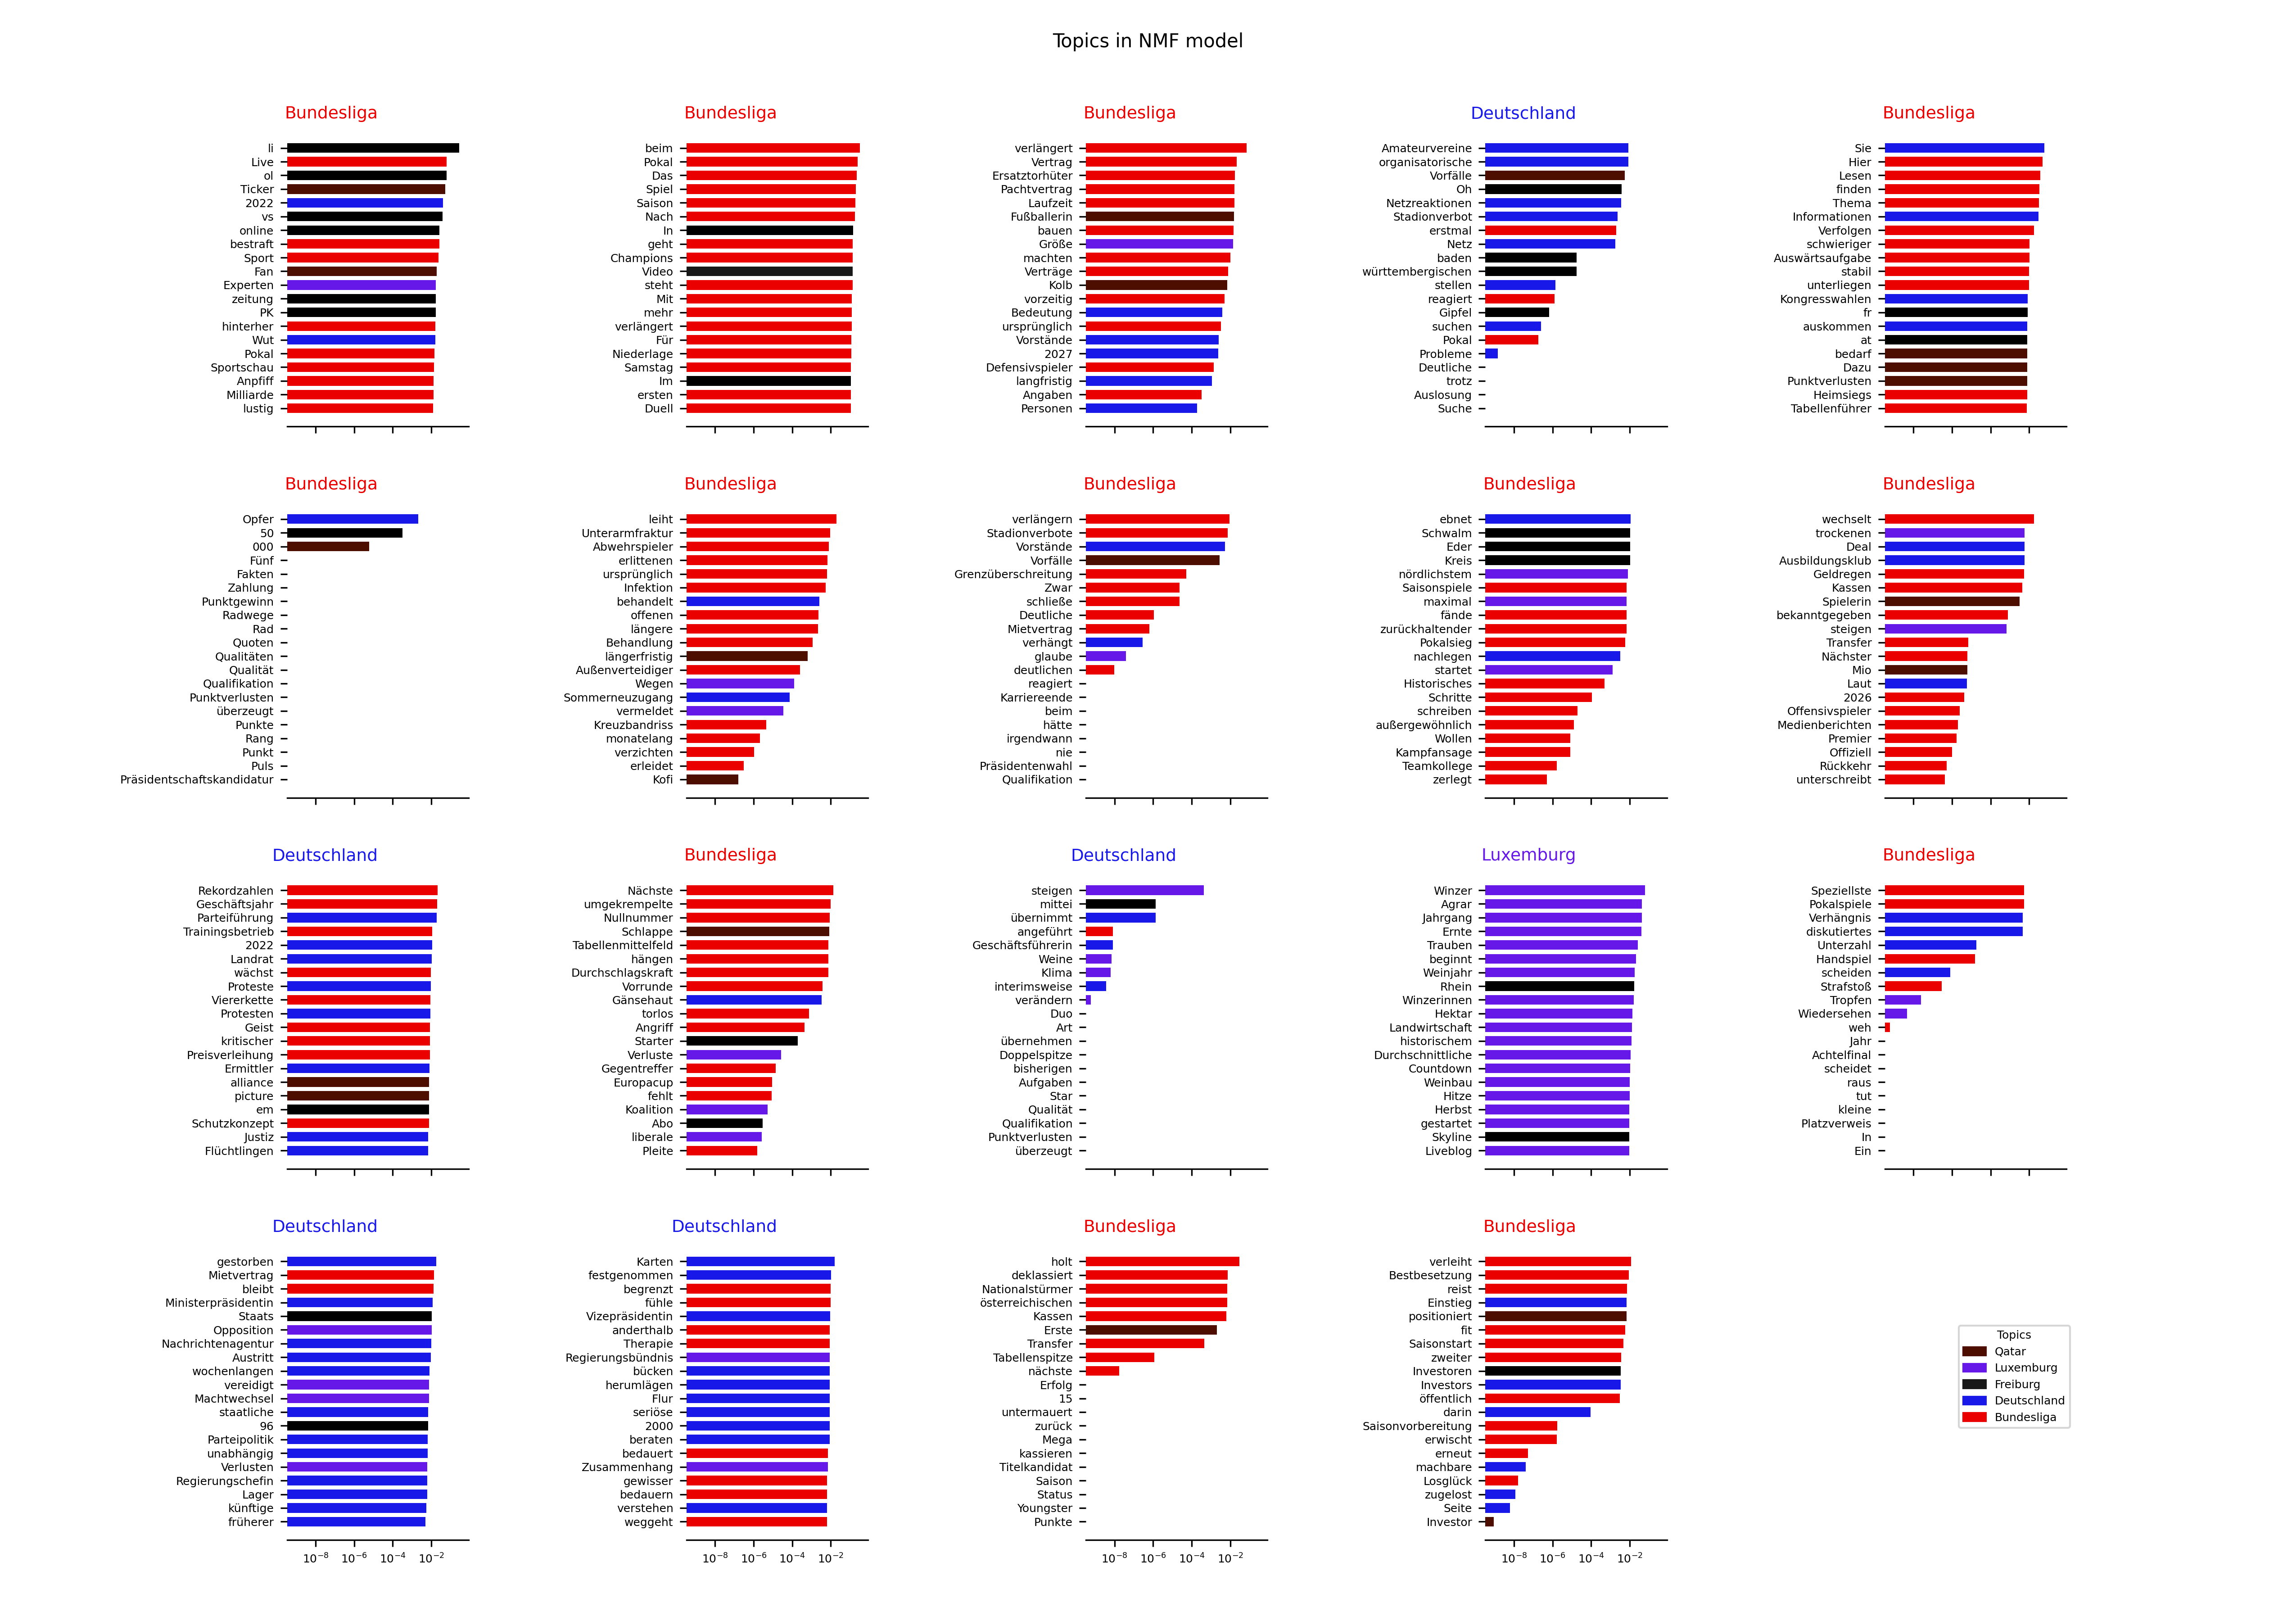 Topics in NMF model
Bundesliga
li
Live
ol
Ticker
2022
vs
online
bestraft
Sport
Fan
Experten
zeitung
PK
hinterher
Wut
Pokal
Sportschau
Anpfiff
Milliarde
lustig
Bundesliga
beim
Pokal
Das
Spiel
Saison
Nach
In
geht
Champions
Video
steht
Mit
mehr
verlängert
Für
Niederlage
Samstag
Im
ersten
Duell
Bundesliga
verlängert
Vertrag
Ersatztorhüter
Pachtvertrag
Laufzeit
Fußballerin
bauen
Größe
machten
Verträge
Kolb
vorzeitig
Bedeutung
ursprünglich
Vorstände
2027
Defensivspieler
langfristig
Angaben
Personen
Deutschland
Amateurvereine
organisatorische
Vorfälle
Oh
Netzreaktionen
Stadionverbot
erstmal
Netz
baden
württembergischen
stellen
reagiert
Gipfel
suchen
Pokal
Probleme
Deutliche
trotz
Auslosung
Suche
Bundesliga
Sie
Hier
Lesen
finden
Thema
Informationen
Verfolgen
schwieriger
Auswärtsaufgabe
stabil
unterliegen
Kongresswahlen
fr
auskommen
at
bedarf
Dazu
Punktverlusten
Heimsiegs
Tabellenführer
Bundesliga
Opfer
50
000
Fünf
Fakten
Zahlung
Punktgewinn
Radwege
Rad
Quoten
Qualitäten
Qualität
Qualifikation
Punktverlusten
überzeugt
Punkte
Rang
Punkt
Puls
Präsidentschaftskandidatur
Bundesliga
leiht
Unterarmfraktur
Abwehrspieler
erlittenen
ursprünglich
Infektion
behandelt
offenen
längere
Behandlung
längerfristig
Außenverteidiger
Wegen
Sommerneuzugang
vermeldet
Kreuzbandriss
monatelang
verzichten
erleidet
Kofi
Bundesliga
verlängern
Stadionverbote
Vorstände
Vorfälle
Grenzüberschreitung
Zwar
schließe
Deutliche
Mietvertrag
verhängt
glaube
deutlichen
reagiert
Karriereende
beim
hätte
irgendwann
nie
Präsidentenwahl
Qualifikation
Bundesliga
ebnet
Schwalm
Eder
Kreis
nördlichstem
Saisonspiele
maximal
fände
zurückhaltender
Pokalsieg
nachlegen
startet
Historisches
Schritte
schreiben
außergewöhnlich
Wollen
Kampfansage
Teamkollege
zerlegt
Bundesliga
wechselt
trockenen
Deal
Ausbildungsklub
Geldregen
Kassen
Spielerin
bekanntgegeben
steigen
Transfer
Nächster
Mio
Laut
2026
Offensivspieler
Medienberichten
Premier
Offiziell
Rückkehr
unterschreibt
Deutschland
Rekordzahlen
Geschäftsjahr
Parteiführung
Trainingsbetrieb
2022
Landrat
wächst
Proteste
Viererkette
Protesten
Geist
kritischer
Preisverleihung
Ermittler
alliance
picture
em
Schutzkonzept
Justiz
Flüchtlingen
Bundesliga
Nächste
umgekrempelte
Nullnummer
Schlappe
Tabellenmittelfeld
hängen
Durchschlagskraft
Vorrunde
Gänsehaut
torlos
Angriff
Starter
Verluste
Gegentreffer
Europacup
fehlt
Koalition
Abo
liberale
Pleite
Deutschland
steigen
mittei
übernimmt
angeführt
Geschäftsführerin
Weine
Klima
interimsweise
verändern
Duo
Art
übernehmen
Doppelspitze
bisherigen
Aufgaben
Star
Qualität
Qualifikation
Punktverlusten
überzeugt
Luxemburg
Winzer
Agrar
Jahrgang
Ernte
Trauben
beginnt
Weinjahr
Rhein
Winzerinnen
Hektar
Landwirtschaft
historischem
Durchschnittliche
Countdown
Weinbau
Hitze
Herbst
gestartet
Skyline
Liveblog
Bundesliga
Speziellste
Pokalspiele
Verhängnis
diskutiertes
Unterzahl
Handspiel
scheiden
Strafstoß
Tropfen
Wiedersehen
weh
Jahr
Achtelfinal
scheidet
raus
tut
kleine
Platzverweis
In
Ein
Deutschland
gestorben
Mietvertrag
bleibt
Ministerpräsidentin
Staats
Opposition
Nachrichtenagentur
Austritt
wochenlangen
vereidigt
Machtwechsel
staatliche
96
Parteipolitik
unabhängig
Verlusten
Regierungschefin
Lager
künftige
früherer
10⁻⁸ 10⁻⁶ 10⁻⁴ 10⁻²
Deutschland
Karten
festgenommen
begrenzt
fühle
Vizepräsidentin
anderthalb
Therapie
Regierungsbündnis
bücken
herumlägen
Flur
seriöse
2000
beraten
bedauert
Zusammenhang
gewisser
bedauern
verstehen
weggeht
10⁻⁸ 10⁻⁶ 10⁻⁴ 10⁻²
Bundesliga
holt
deklassiert
Nationalstürmer
österreichischen
Kassen
Erste
Transfer
Tabellenspitze
nächste
Erfolg
15
untermauert
zurück
Mega
kassieren
Titelkandidat
Saison
Status
Youngster
Punkte
10⁻⁸ 10⁻⁶ 10⁻⁴ 10⁻²
Bundesliga
verleiht
Bestbesetzung
reist
Einstieg
positioniert
fit
Saisonstart
zweiter
Investoren
Investors
öffentlich
darin
Saisonvorbereitung
erwischt
erneut
machbare
Losglück
zugelost
Seite
Investor
10⁻⁸ 10⁻⁶ 10⁻⁴ 10⁻²
Topics
Qatar
Luxemburg
Freiburg
Deutschland
Bundesliga